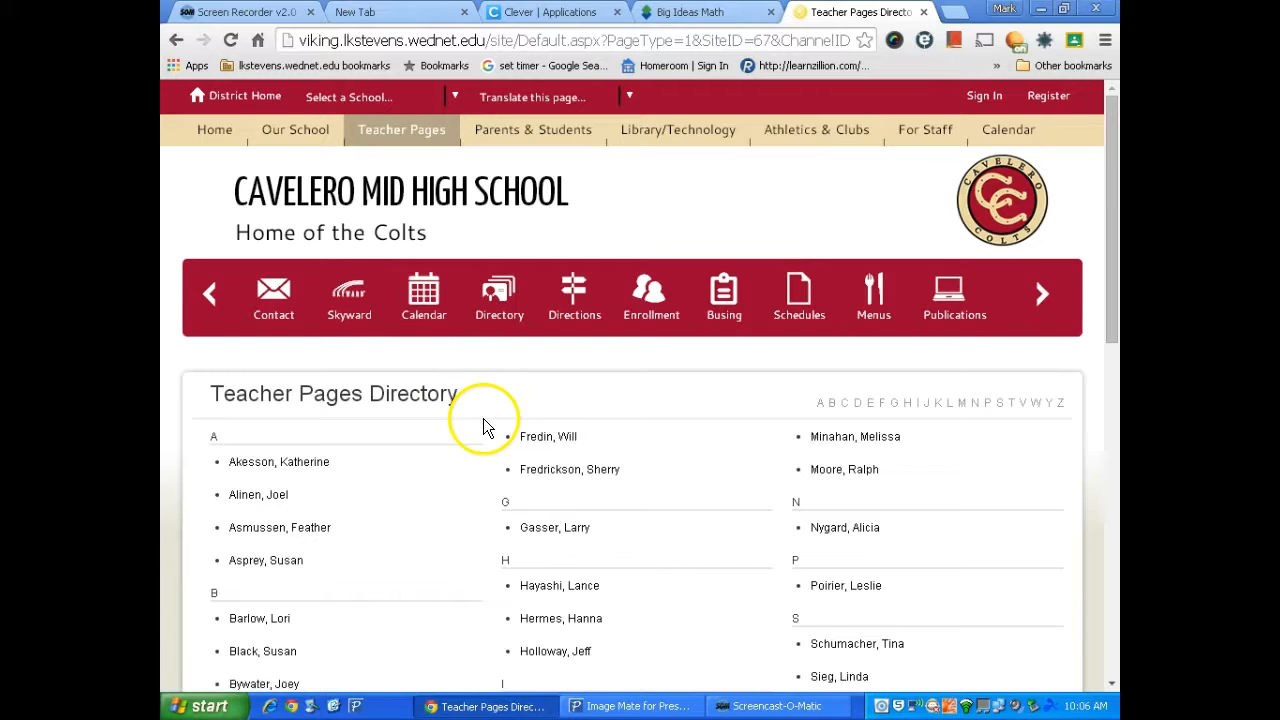 Screen Recorder v2.0
New Tab
Clever | Applications
Big Ideas Math
Teacher Pages Directo
Mark
viking.lkstevens.wednet.edu/site/Default.aspx?PageType=1&SiteID=67&ChannelID
Apps
lkstevens.wednet.edu bookmarks
Bookmarks
set timer - Google Sea...
Homeroom | Sign In
http://learnzillion.com/...
»
Other bookmarks
District Home
Select a School...
Translate this page...
Sign In
Register
Home
Our School
Teacher Pages
Parents & Students
Library/Technology
Athletics & Clubs
For Staff
Calendar
CAVELERO MID HIGH SCHOOL
Home of the Colts
CAVELERO
CC
COLTS
Contact
Skyward
Calendar
Directory
Directions
Enrollment
Busing
Schedules
Menus
Publications
Teacher Pages Directory
A B C D E F G H I J K L M N P S T V W Y Z
A
Akesson, Katherine
Alinen, Joel
Asmussen, Feather
Asprey, Susan
B
Barlow, Lori
Black, Susan
Bywater, Joey
Fredin, Will
Fredrickson, Sherry
G
Gasser, Larry
H
Hayashi, Lance
Hermes, Hanna
Holloway, Jeff
I
Minahan, Melissa
Moore, Ralph
N
Nygard, Alicia
P
Poirier, Leslie
S
Schumacher, Tina
Sieg, Linda
start
Teacher Pages Direc...
Image Mate for Pres...
Screencast-O-Matic
10:06 AM